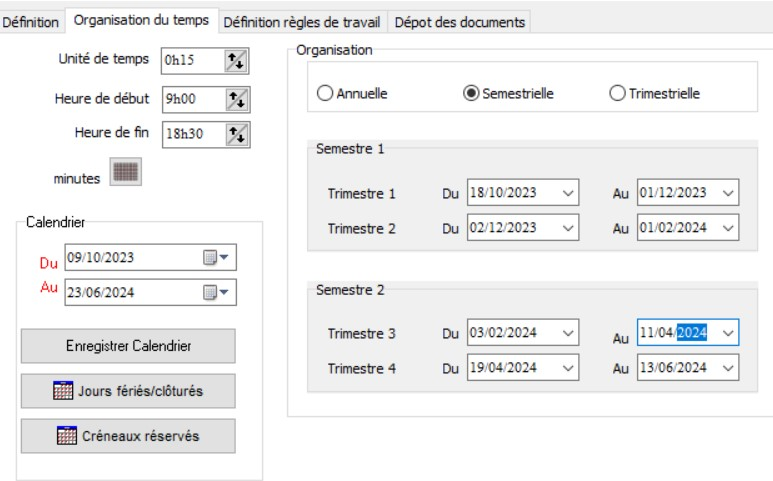 Définition Organisation du temps Définition règles de travail Dépot des documents
Unité de temps 0h15
Heure de début 9h00
Heure de fin 18h30
minutes
Calendrier
Du 09/10/2023
Au 23/06/2024
Enregistrer Calendrier
Jours fériés/clôturés
Créneaux réservés
Organisation
Annuelle Semestrielle Trimestrielle
Semestre 1
Trimestre 1 Du 18/10/2023 Au 01/12/2023
Trimestre 2 Du 02/12/2023 Au 01/02/2024
Semestre 2
Trimestre 3 Du 03/02/2024 Au 11/04/2024
Trimestre 4 Du 19/04/2024 Au 13/06/2024